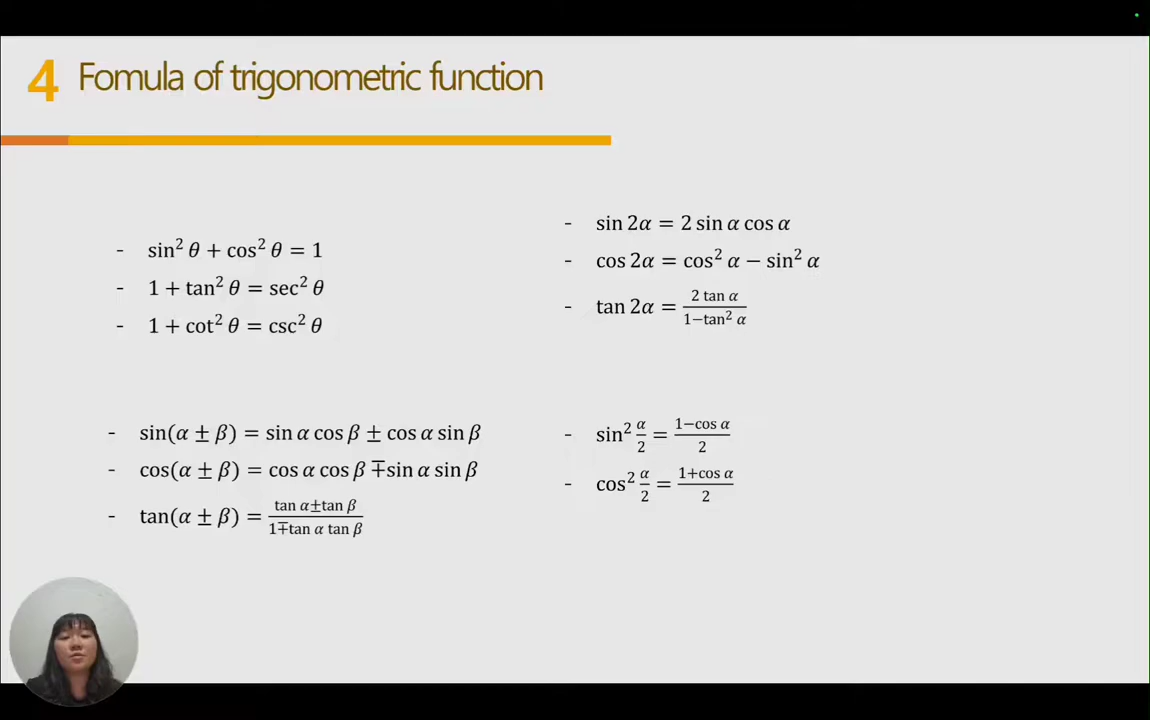 4 Fomula of trigonometric function
- sin² θ + cos² θ = 1
- 1 + tan² θ = sec² θ
- 1 + cot² θ = csc² θ
- sin(α ± β) = sin α cos β ± cos α sin β
- cos(α ± β) = cos α cos β ∓sin α sin β
- tan(α ± β) = (tan α±tan β)/(1∓tan α tan β)
- sin 2α = 2 sin α cos α
- cos 2α = cos² α − sin² α
- tan 2α = (2 tan α)/(1−tan² α)
- sin² α/2 = (1−cos α)/2
- cos² α/2 = (1+cos α)/2